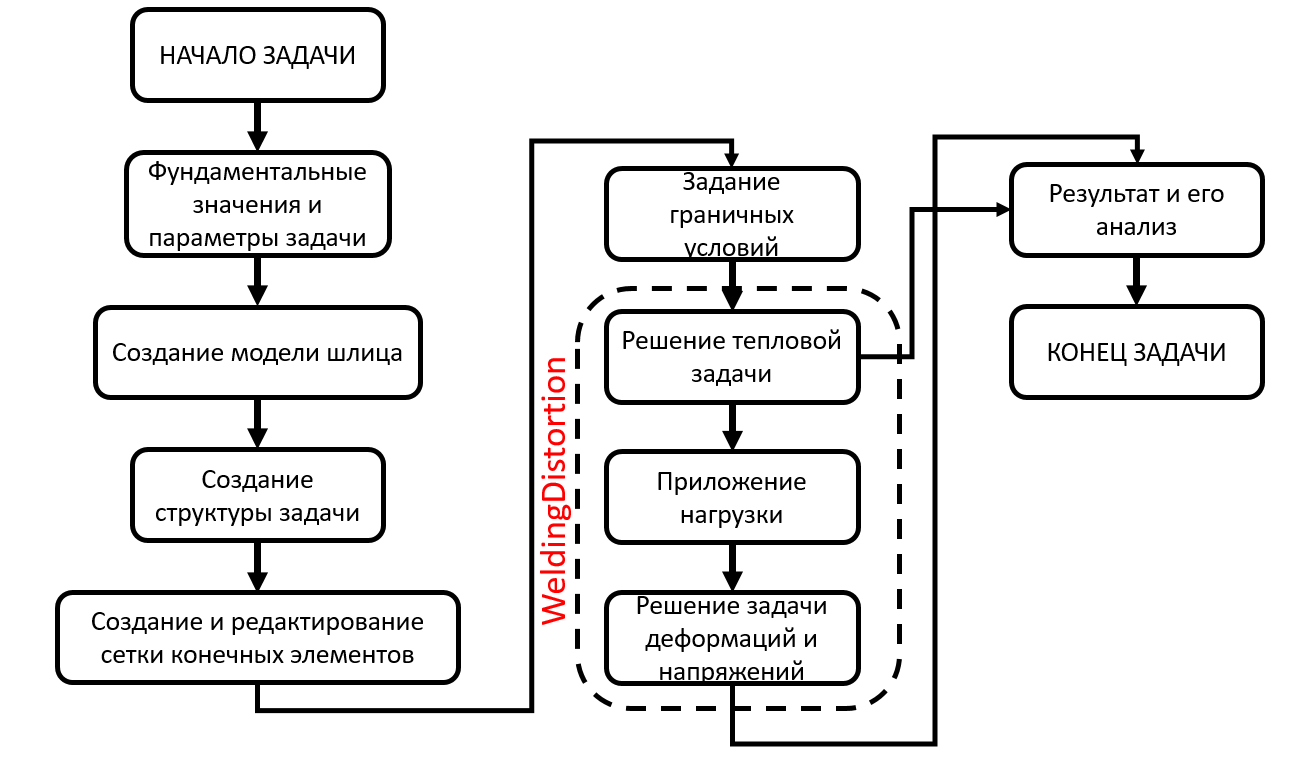 НАЧАЛО ЗАДАЧИ
Фундаментальные
значения и
параметры задачи
Создание модели шлица
Создание
структуры задачи
Создание и редактирование
сетки конечных элементов
WeldingDistortion
Задание
граничных
условий
Решение тепловой
задачи
Приложение
нагрузки
Решение задачи
деформаций и
напряжений
Результат и его
анализ
КОНЕЦ ЗАДАЧИ